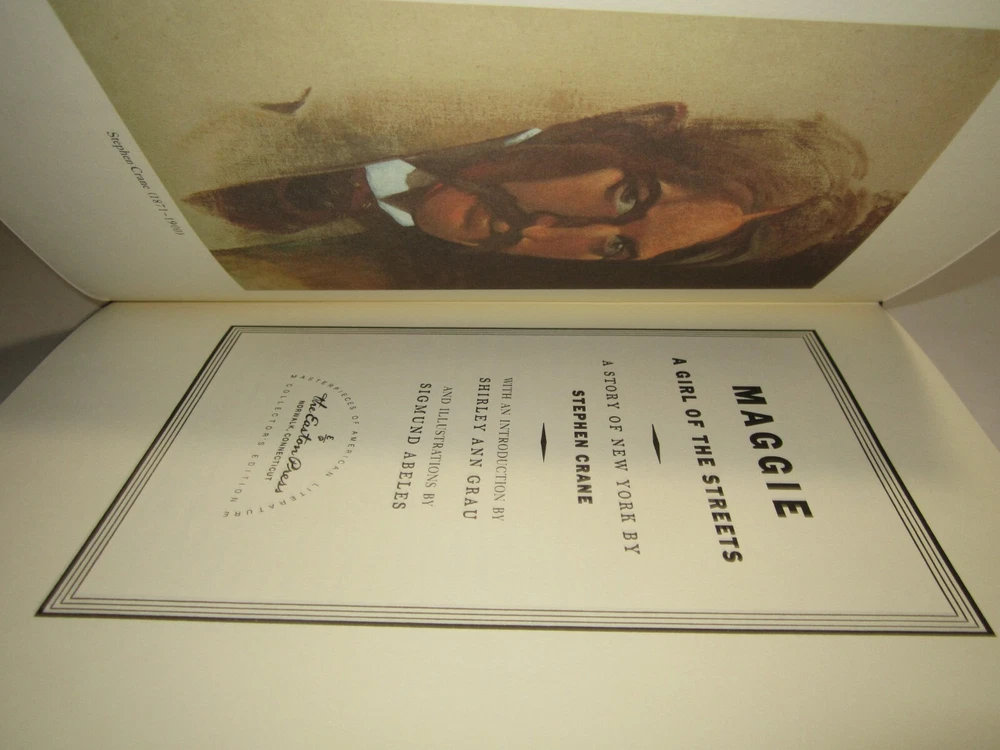 Stephen Crane (1871–1900)
MAGGIE
A GIRL OF THE STREETS
A STORY OF NEW YORK BY
STEPHEN CRANE
WITH AN INTRODUCTION BY
SHIRLEY ANN GRAU
AND ILLUSTRATIONS BY
SIGMUND ABELES
MASTERPIECES OF AMERICAN LITERATURE
The Easton Press
NORWALK, CONNECTICUT
COLLECTOR'S EDITION